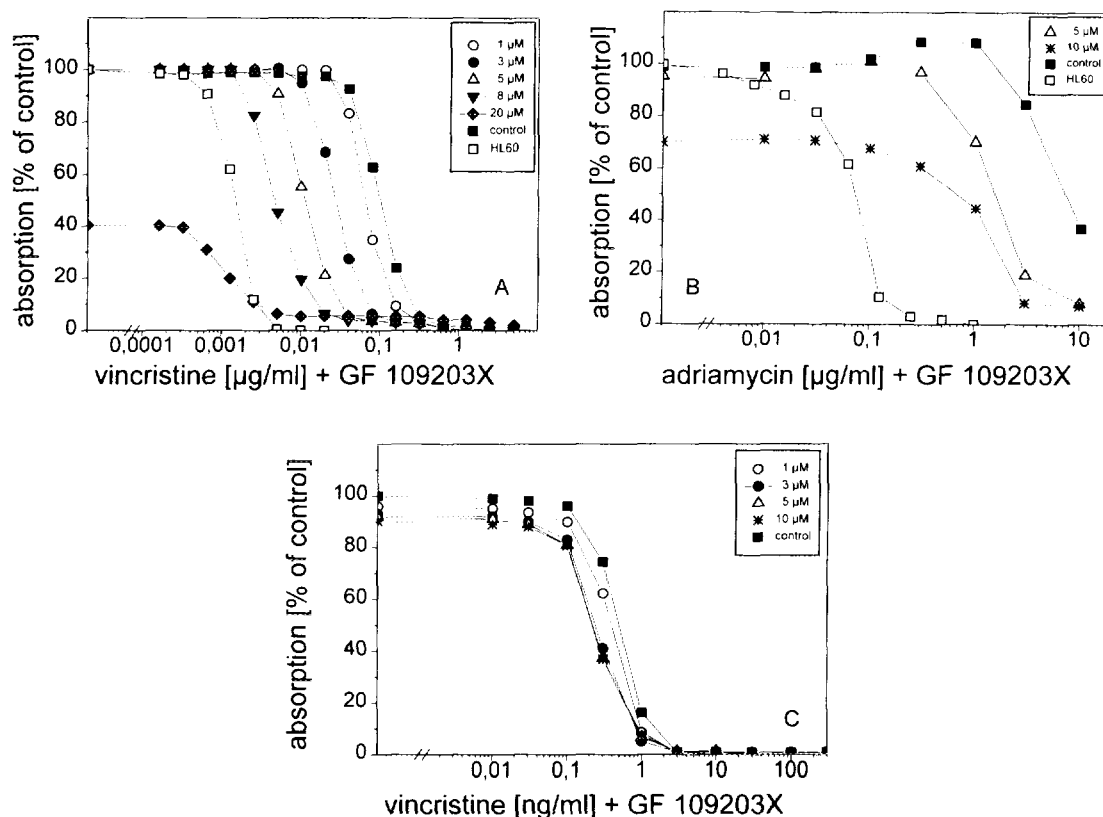 absorption [% of control]
100
80
60
40
20
0
0,0001
0,001
0,01
0,1
1
vincristine [µg/ml] + GF 109203X
1 µM
3 µM
5 µM
8 µM
20 µM
control
HL60
A
absorption [% of control]
100
80
60
40
20
0
0,01
0,1
1
10
adriamycin [µg/ml] + GF 109203X
5 µM
10 µM
control
HL60
B
absorption [% of control]
100
80
60
40
20
0
0,01
0,1
1
10
100
vincristine [ng/ml] + GF 109203X
1 µM
3 µM
5 µM
10 µM
control
C